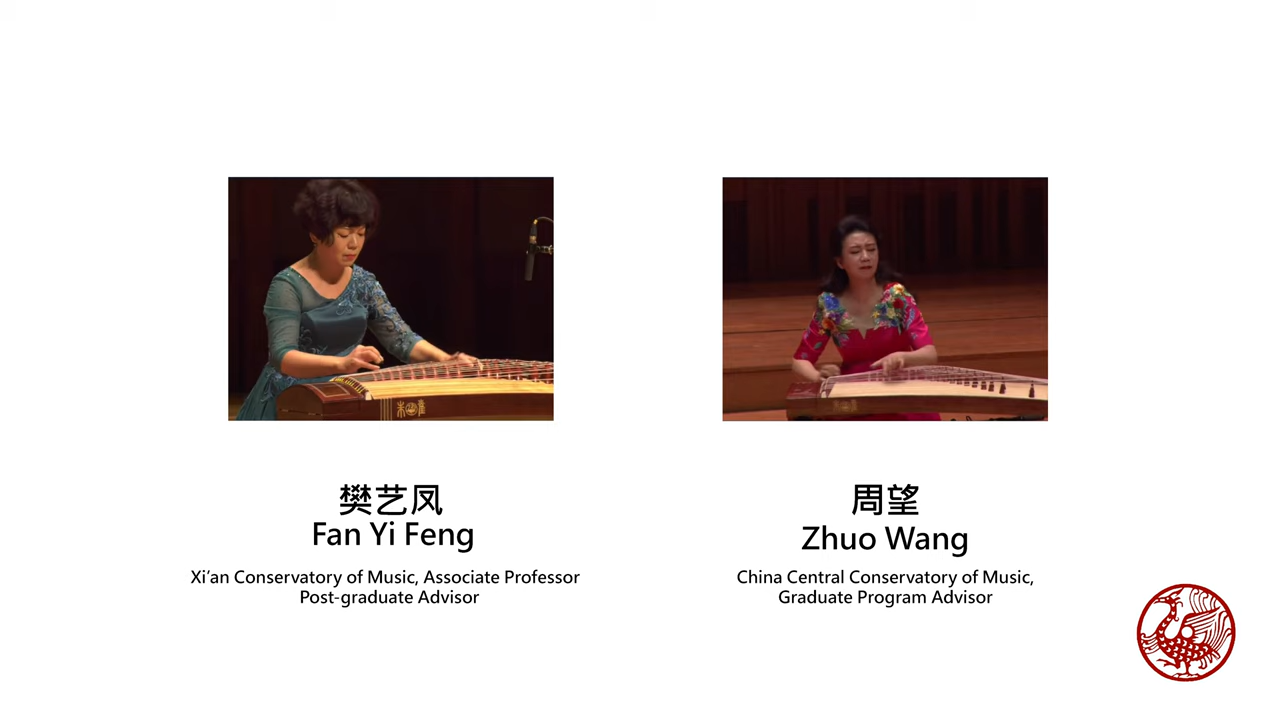 樊艺凤
Fan Yi Feng
Xi'an Conservatory of Music, Associate Professor
Post-graduate Advisor
周望
Zhuo Wang
China Central Conservatory of Music,
Graduate Program Advisor